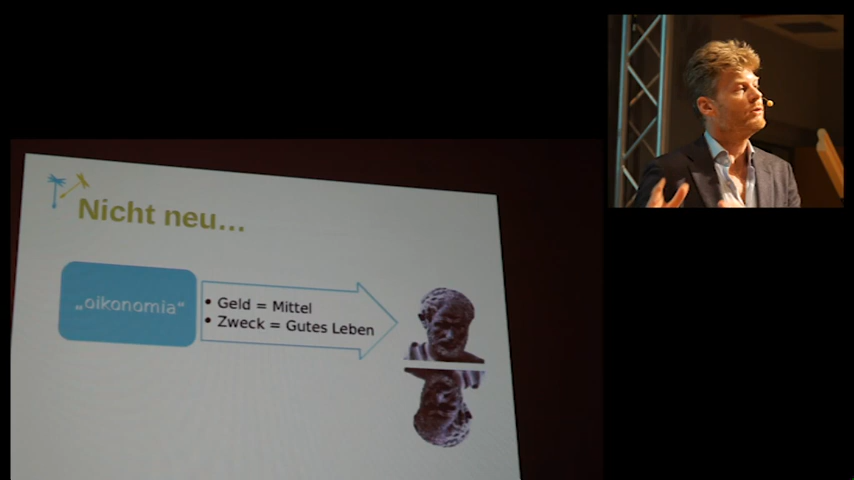 Nicht neu...
„oikonomia“
• Geld = Mittel
• Zweck = Gutes Leben